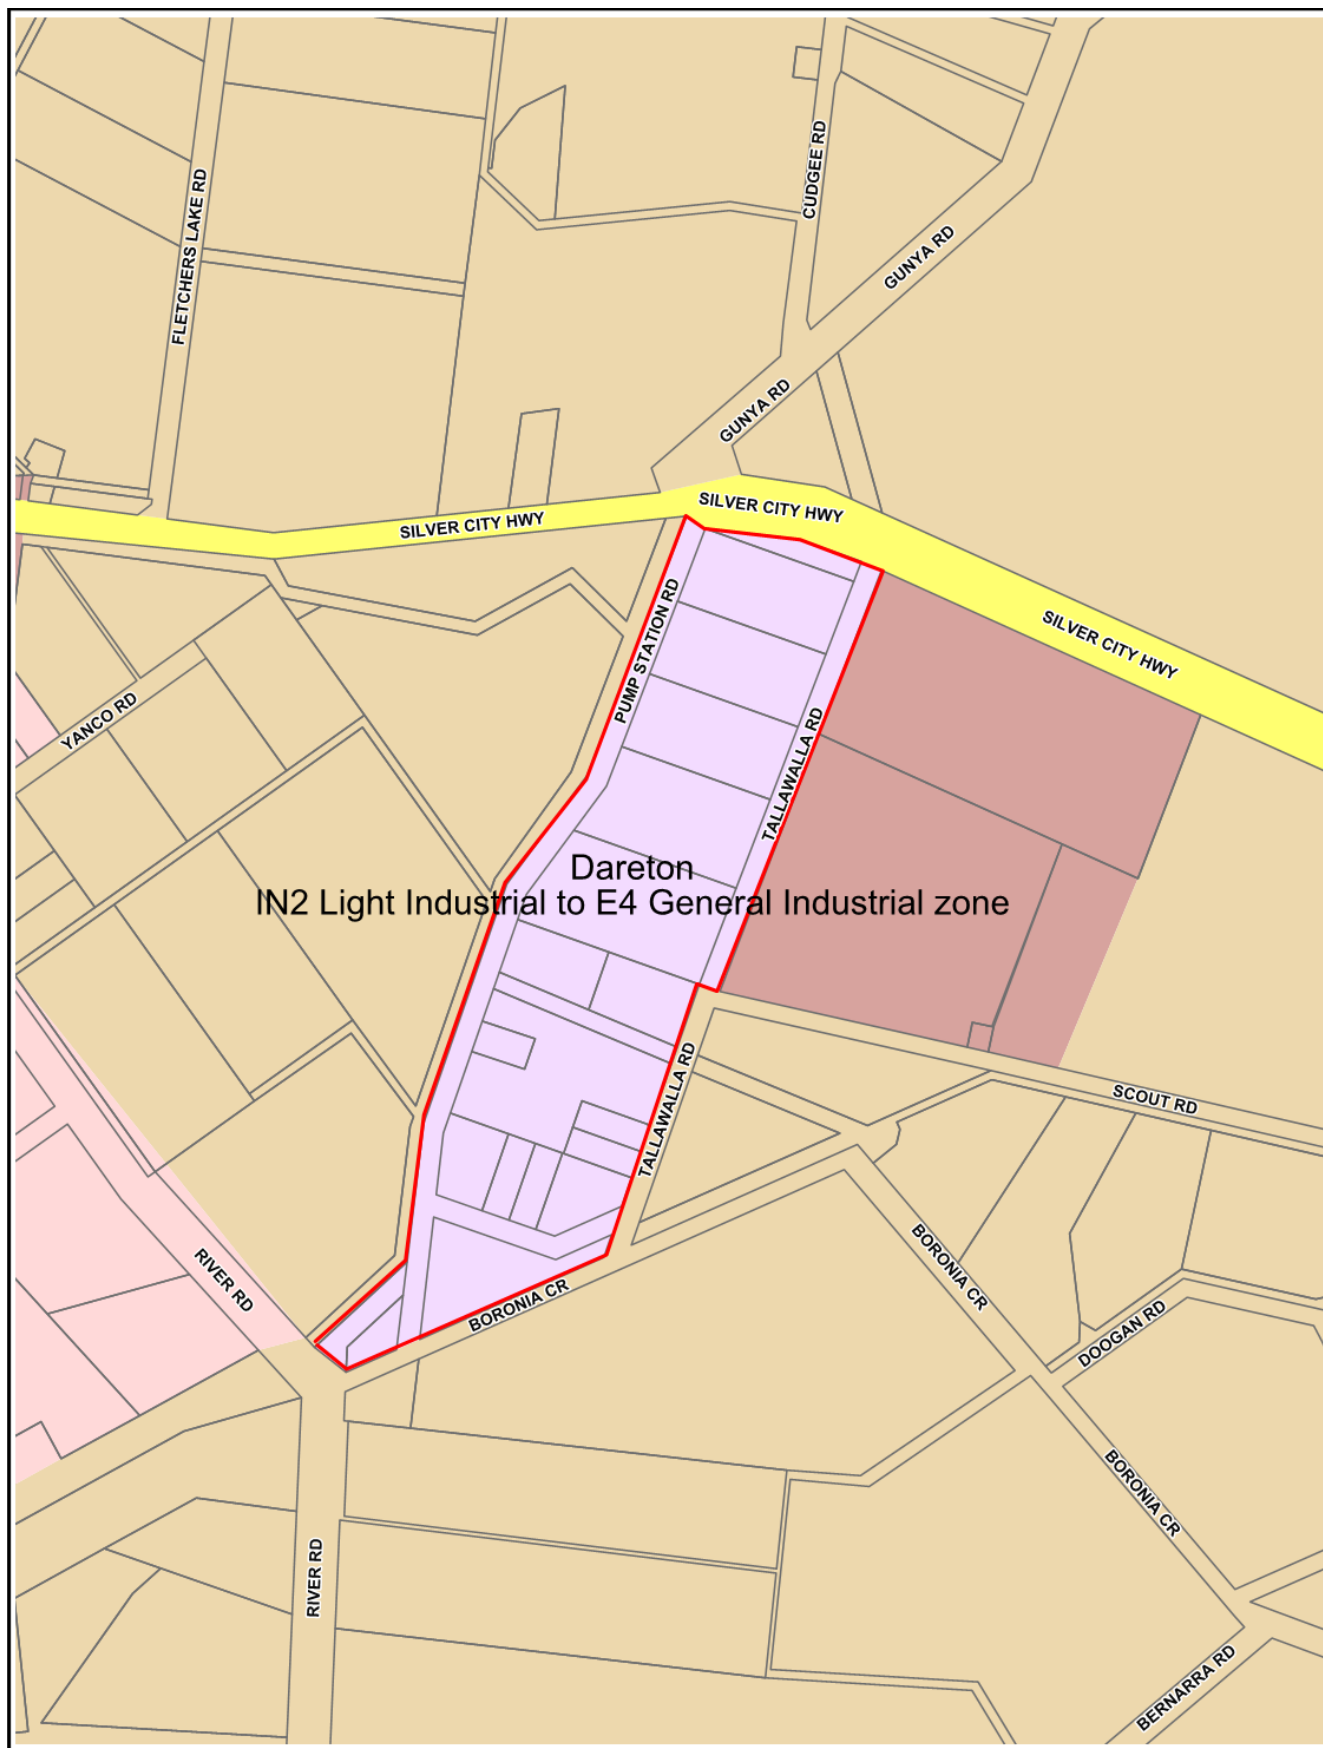 CUDGEE RD
FLETCHERS LAKE RD
GUNYA RD
GUNYA RD
SILVER CITY HWY
SILVER CITY HWY
SILVER CITY HWY
PUMP STATION RD
YANCO RD
TALLAWALLA RD
Dareton
IN2 Light Industrial to E4 General Industrial zone
TALLAWALLA RD
SCOUT RD
RIVER RD
BORONIA CR
BORONIA CR
DOOGAN RD
BORONIA CR
RIVER RD
BERNARRA RD